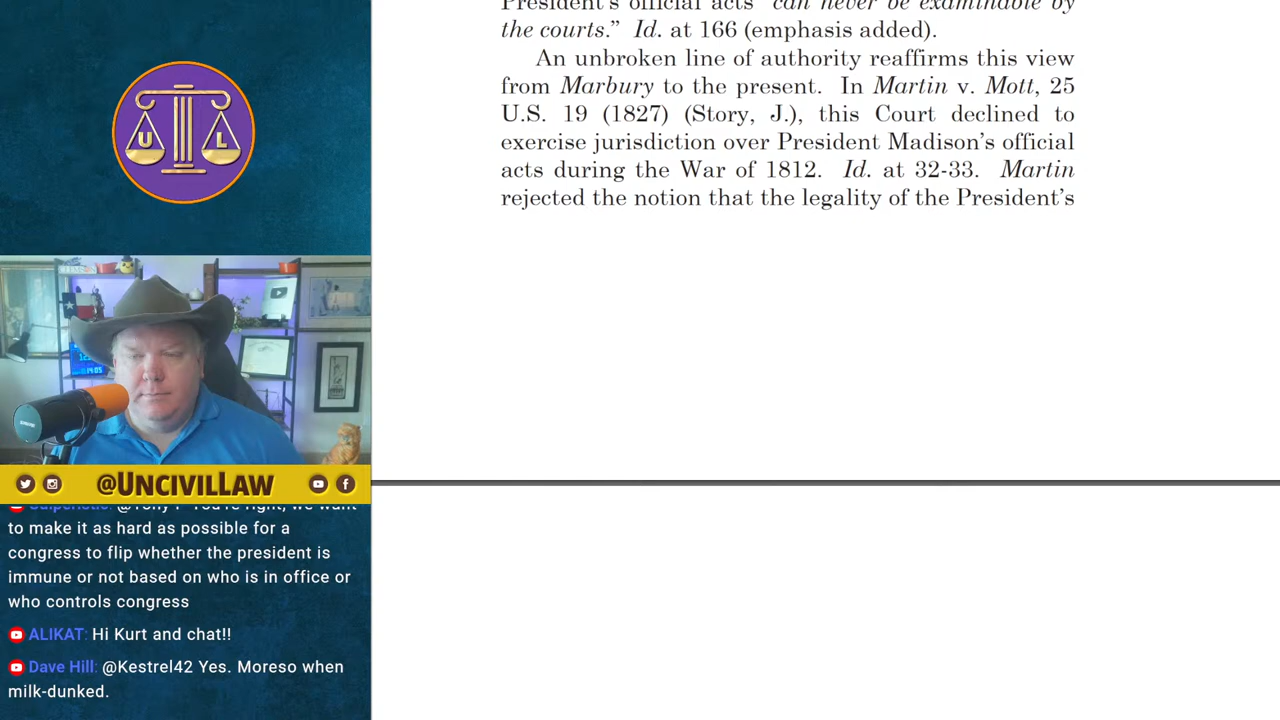 President's official acts "can never be examinable by
the courts." Id. at 166 (emphasis added).
An unbroken line of authority reaffirms this view
from Marbury to the present. In Martin v. Mott, 25
U.S. 19 (1827) (Story, J.), this Court declined to
exercise jurisdiction over President Madison's official
acts during the War of 1812. Id. at 32-33. Martin
rejected the notion that the legality of the President's
U L
@UNCIVILLAW
you're right, we want
to make it as hard as possible for a
congress to flip whether the president is
immune or not based on who is in office or
who controls congress
ALIKAT: Hi Kurt and chat!!
Dave Hill: @Kestrel42 Yes. Moreso when
milk-dunked.